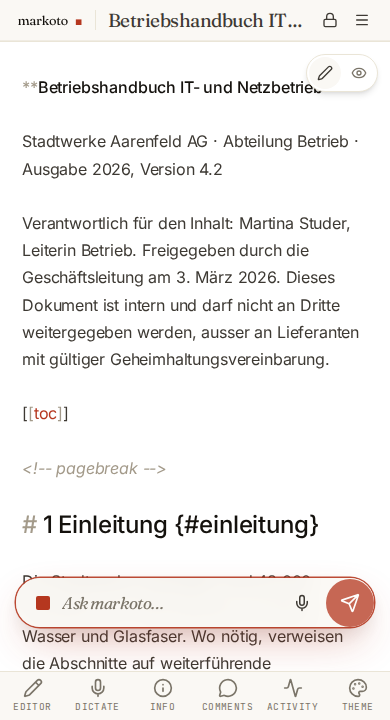 markoto
Betriebshandbuch IT…
**Betriebshandbuch IT- und Netzbetrieb
Stadtwerke Aarenfeld AG · Abteilung Betrieb ·
Ausgabe 2026, Version 4.2
Verantwortlich für den Inhalt: Martina Studer,
Leiterin Betrieb. Freigegeben durch die
Geschäftsleitung am 3. März 2026. Dieses
Dokument ist intern und darf nicht an Dritte
weitergegeben werden, ausser an Lieferanten
mit gültiger Geheimhaltungsvereinbarung.
[[toc]]
<!-- pagebreak -->
# 1 Einleitung {#einleitung}
Ask markoto…
Wasser und Glasfaser. Wo nötig, verweisen
die Abschnitte auf weiterführende
EDITOR
DICTATE
INFO
COMMENTS
ACTIVITY
THEME